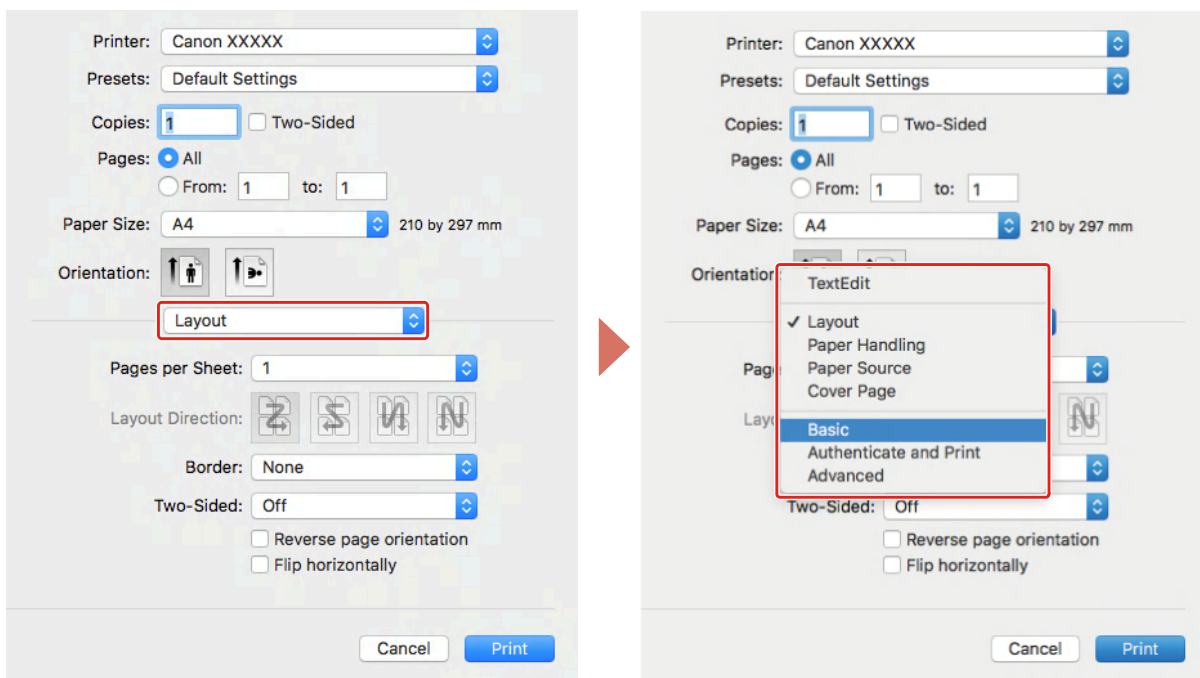 Printer: Canon XXXXX
Presets: Default Settings
Copies: 1 Two-Sided
Pages: All
From: 1 to: 1
Paper Size: A4 210 by 297 mm
Orientation:
Layout
Pages per Sheet: 1
Layout Direction:
Border: None
Two-Sided: Off
Reverse page orientation
Flip horizontally
Cancel Print
Printer: Canon XXXXX
Presets: Default Settings
Copies: 1 Two-Sided
Pages: All
From: 1 to: 1
Paper Size: A4 210 by 297 mm
Orientation
TextEdit
✓ Layout
Paper Handling
Paper Source
Cover Page
Basic
Authenticate and Print
Advanced
Two-Sided: Off
Reverse page orientation
Flip horizontally
Cancel Print